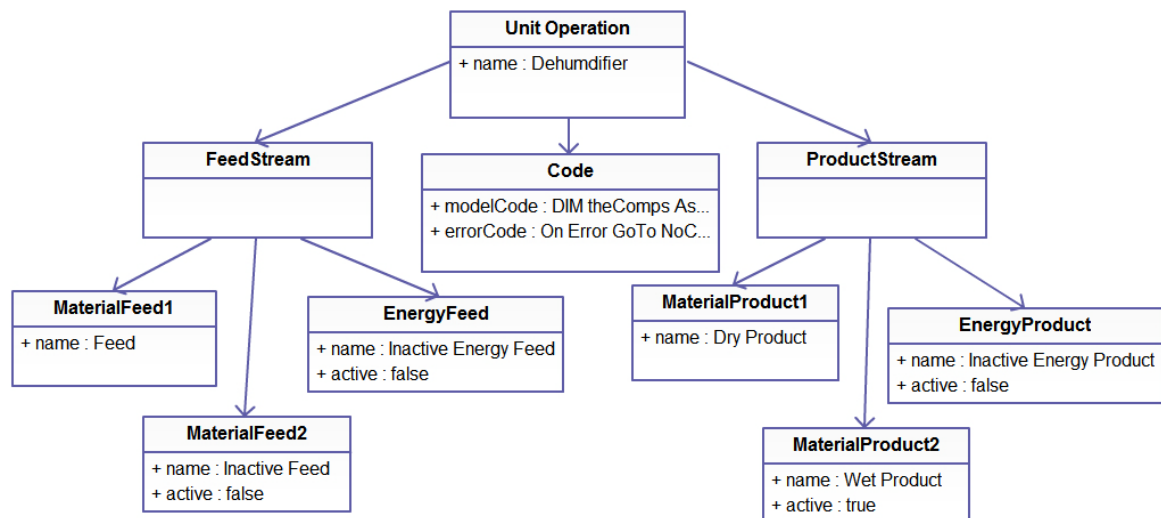 Unit Operation
+ name : Dehumdifier
FeedStream
Code
+ modelCode : DIM theComps As...
+ errorCode : On Error GoTo NoC...
ProductStream
MaterialFeed1
+ name : Feed
EnergyFeed
+ name : Inactive Energy Feed
+ active : false
MaterialProduct1
+ name : Dry Product
EnergyProduct
+ name : Inactive Energy Product
+ active : false
MaterialFeed2
+ name : Inactive Feed
+ active : false
MaterialProduct2
+ name : Wet Product
+ active : true